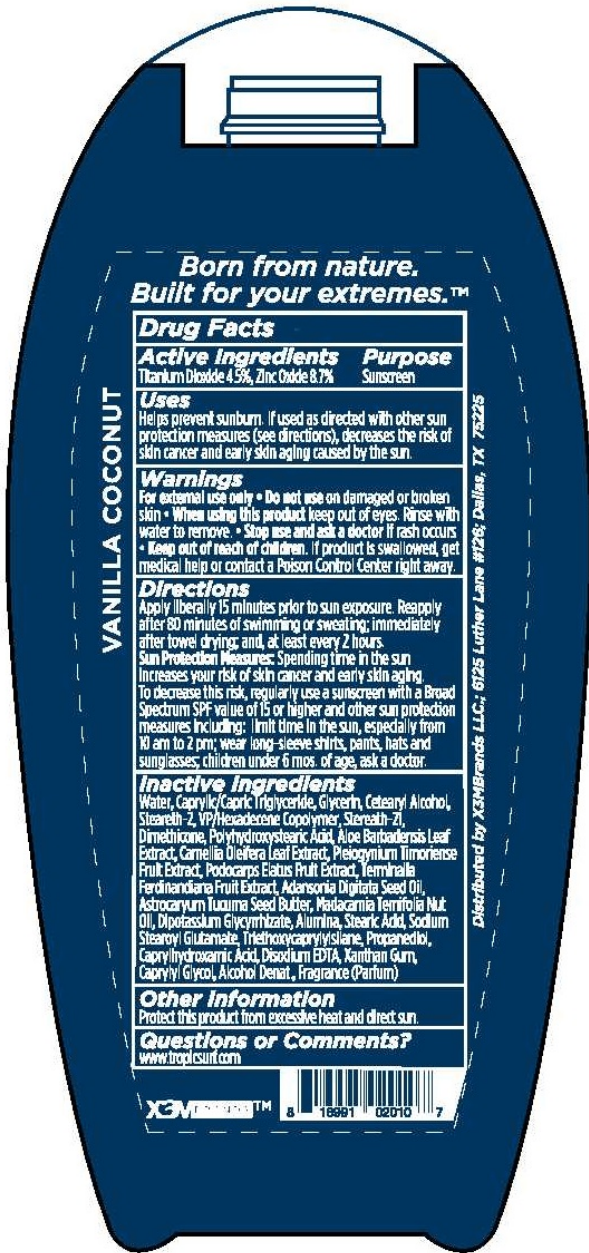 Born from nature.
Built for your extremes.™
Drug Facts
Active Ingredients Purpose
Titanium Dioxide 4.5%, Zinc Oxide 8.7% Sunscreen
Uses
Helps prevent sunburn. If used as directed with other sun
protection measures (see directions), decreases the risk of
skin cancer and early skin aging caused by the sun.
Warnings
For external use only • Do not use on damaged or broken
skin • When using this product keep out of eyes. Rinse with
water to remove. • Stop use and ask a doctor if rash occurs
• Keep out of reach of children. If product is swallowed, get
medical help or contact a Poison Control Center right away.
Directions
Apply liberally 15 minutes prior to sun exposure. Reapply
after 80 minutes of swimming or sweating; immediately
after towel drying; and, at least every 2 hours.
Sun Protection Measures: Spending time in the sun
increases your risk of skin cancer and early skin aging.
To decrease this risk, regularly use a sunscreen with a Broad
Spectrum SPF value of 15 or higher and other sun protection
measures including: limit time in the sun, especially from
10 am to 2 pm; wear long-sleeve shirts, pants, hats and
sunglasses; children under 6 mos. of age, ask a doctor.
Inactive Ingredients
Water, Caprylic/Capric Triglyceride, Glycerin, Cetearyl Alcohol,
Steareth-2, VP/Hexadecene Copolymer, Stereath-21,
Dimethicone, Polyhydroxystearic Acid, Aloe Barbadensis Leaf
Extract, Camellia Oleifera Leaf Extract, Pleiogynium Timoriense
Fruit Extract, Podocarps Elatus Fruit Extract, Terminalia
Ferdinandiana Fruit Extract, Adansonia Digitata Seed Oil,
Astrocaryum Tucuma Seed Butter, Madacamia Ternifolia Nut
Oil, Dipotassium Glycyrrhizate, Alumina, Stearic Acid, Sodium
Stearoyl Glutamate, Triethoxycaprylylsilane, Propanediol,
Caprylhydroxamic Acid, Disodium EDTA, Xanthan Gum,
Caprylyl Glycol, Alcohol Denat., Fragrance (Parfum)
Other Information
Protect this product from excessive heat and direct sun.
Questions or Comments?
www.tropicsurf.com
X3M ™
8 18991 02010 7
VANILLA COCONUT
Distributed by X3MBrands LLC.; 6125 Luther Lane #126; Dallas, TX 75225